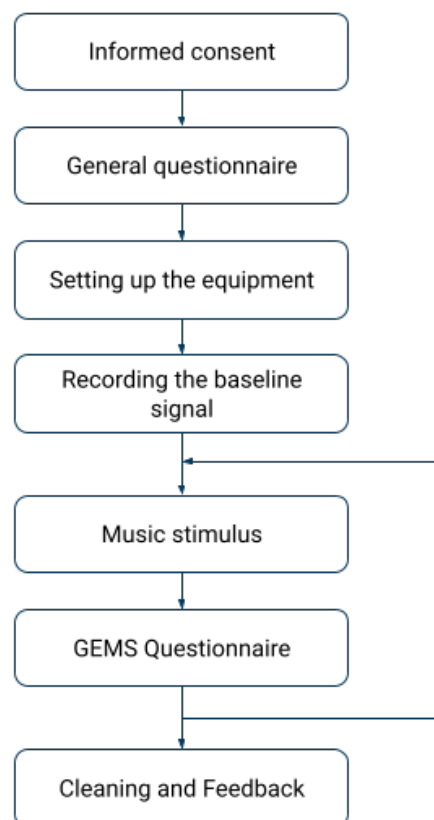 Informed consent
General questionnaire
Setting up the equipment
Recording the baseline
signal
Music stimulus
GEMS Questionnaire
Cleaning and Feedback